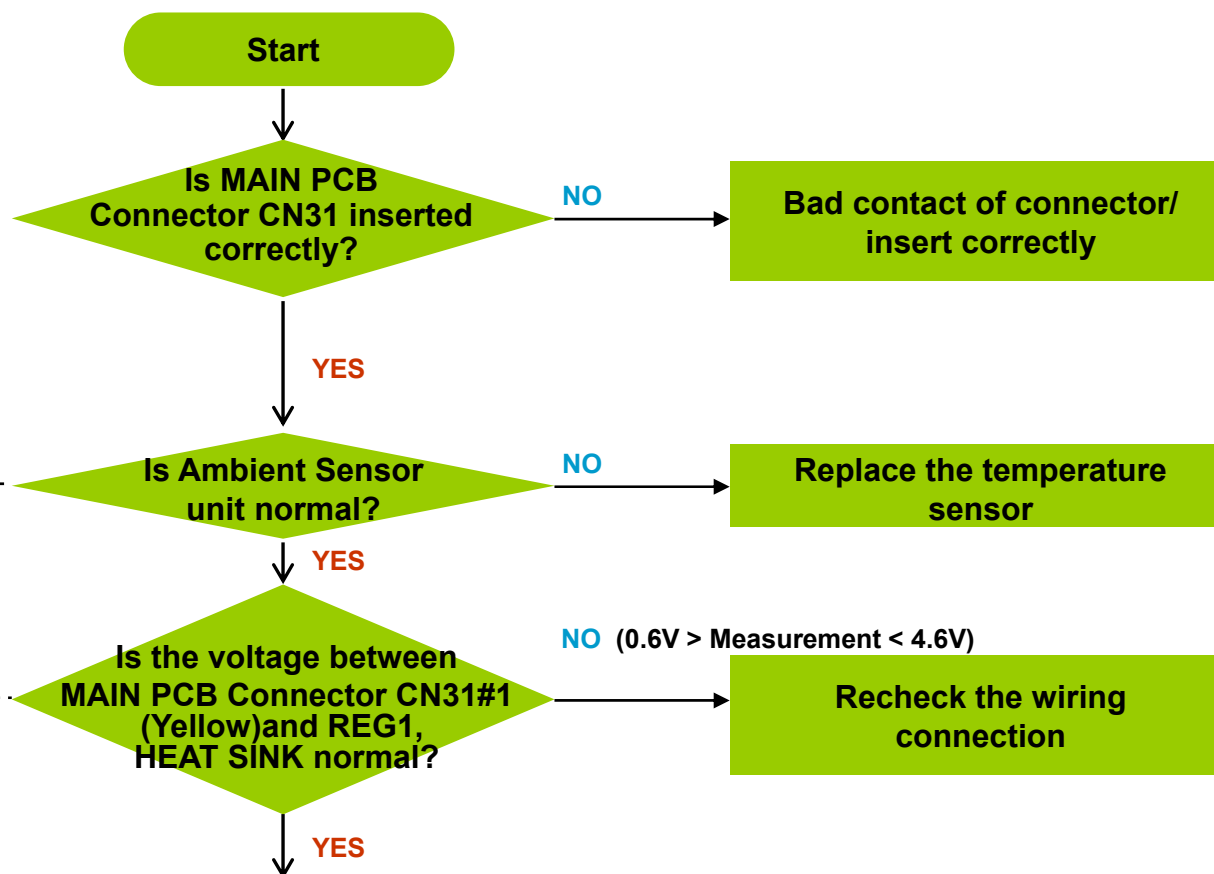 Start
Is MAIN PCB
Connector CN31 inserted
correctly?
NO
Bad contact of connector/
insert correctly
YES
Is Ambient Sensor
unit normal?
NO
Replace the temperature
sensor
YES
Is the voltage between
MAIN PCB Connector CN31#1
(Yellow)and REG1,
HEAT SINK normal?
NO (0.6V > Measurement < 4.6V)
Recheck the wiring
connection
YES